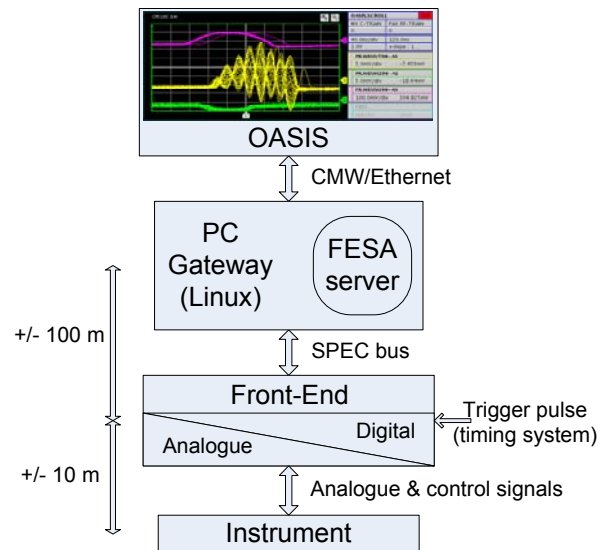 OASIS
CMW/Ethernet
PC
Gateway
(Linux)
FESA
server
+/- 100 m
SPEC bus
Front-End
Trigger pulse
(timing system)
Digital
Analogue
+/- 10 m
Analogue & control signals
Instrument